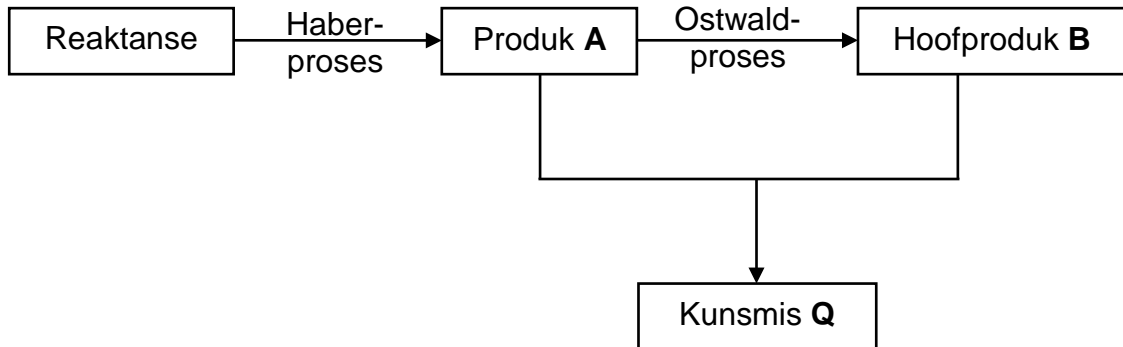 Reaktanse
Haber-
proses
Produk A
Ostwald-
proses
Hoofproduk B
Kunsmis Q